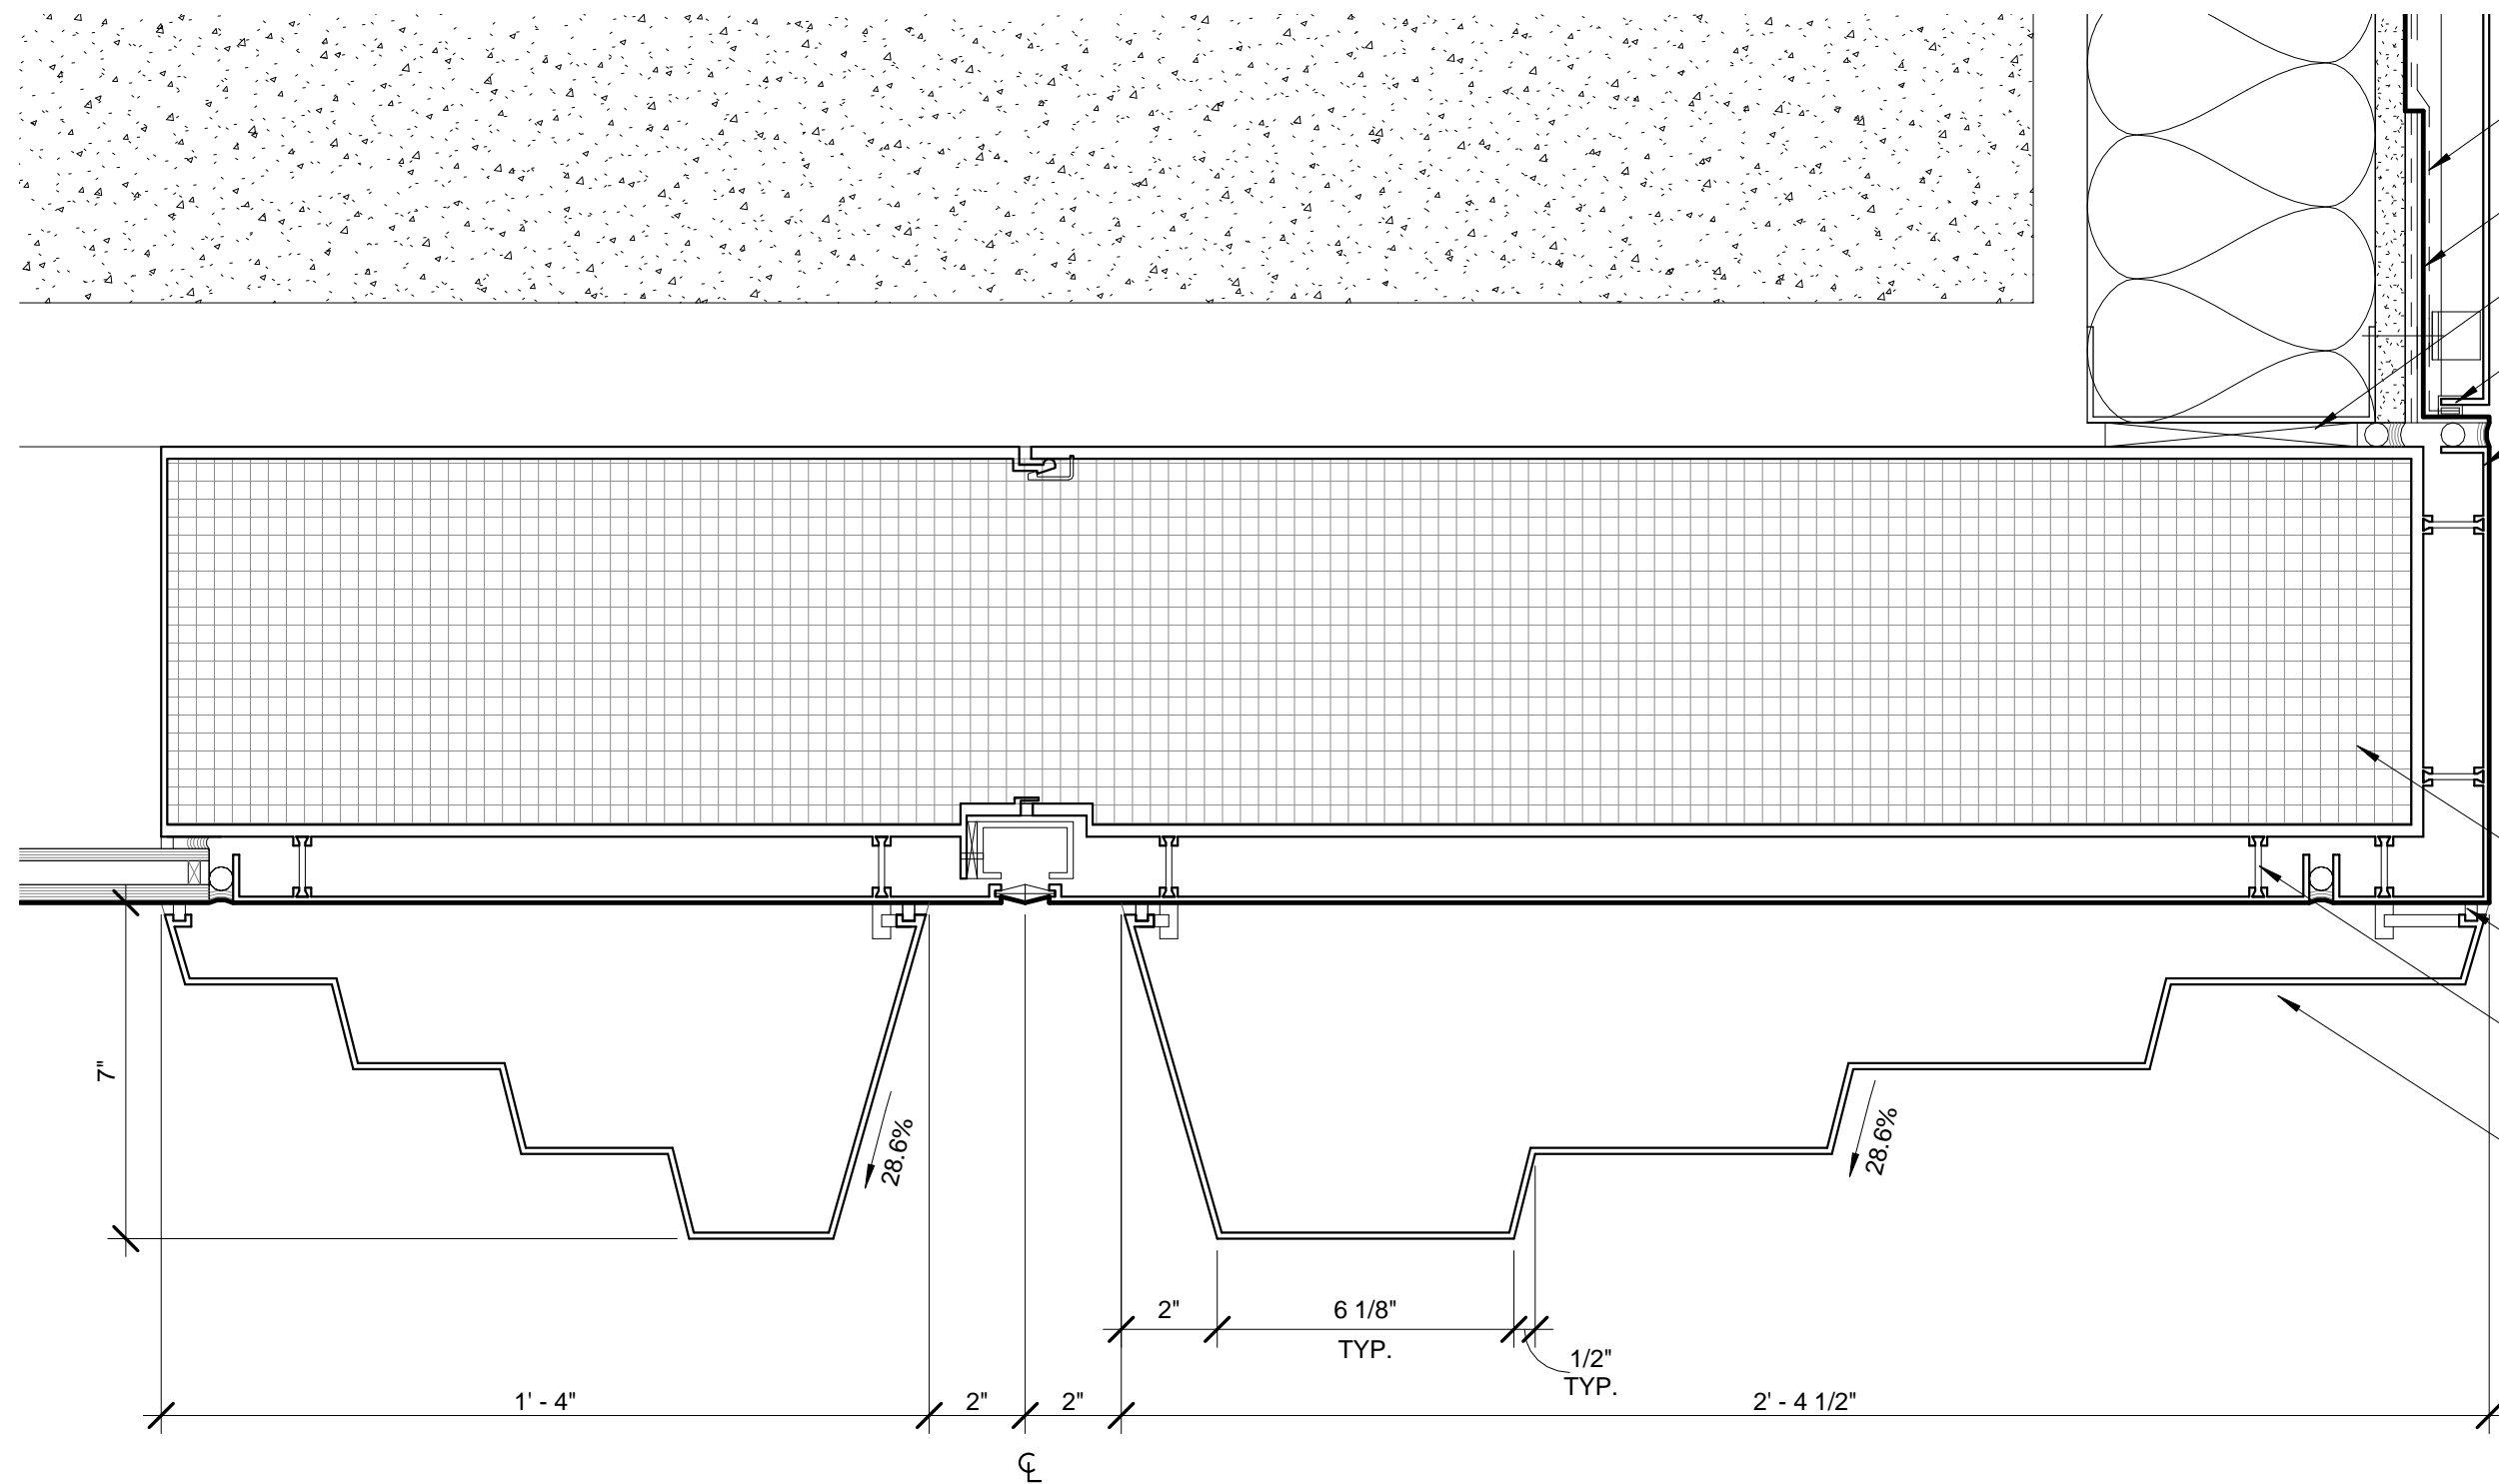 7"
28.6%
28.6%
2"
6 1/8"
TYP.
1/2"
TYP.
1' - 4"
2"
2"
2' - 4 1/2"
℄